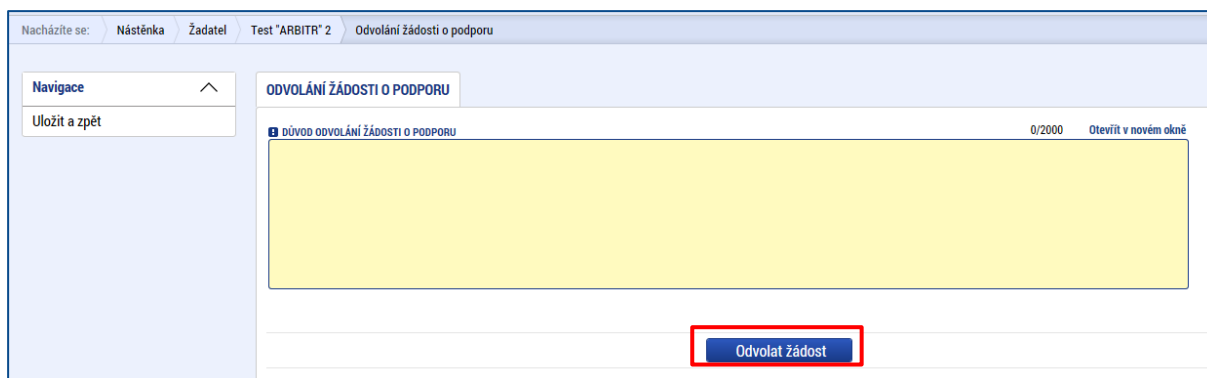 Nacházíte se: Nástěnka Žadatel Test "ARBITR" 2 Odvolání žádosti o podporu
Navigace
Uložit a zpět
ODVOLÁNÍ ŽÁDOSTI O PODPORU
DŮVOD ODVOLÁNÍ ŽÁDOSTI O PODPORU 0/2000 Otevřít v novém okně
Odvolat žádost